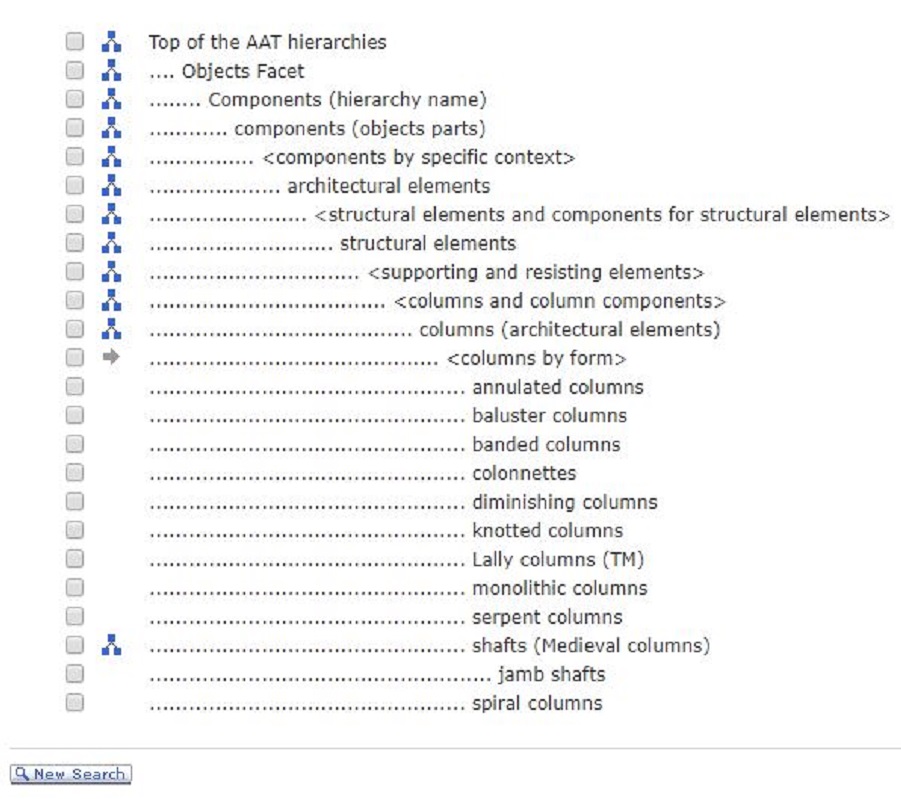 Top of the AAT hierarchies
.... Objects Facet
........ Components (hierarchy name)
............ components (objects parts)
................ <components by specific context>
.................... architectural elements
........................ <structural elements and components for structural elements>
............................ structural elements
................................ <supporting and resisting elements>
.................................... <columns and column components>
........................................ columns (architectural elements)
............................................ <columns by form>
................................................ annulated columns
................................................ baluster columns
................................................ banded columns
................................................ colonnettes
................................................ diminishing columns
................................................ knotted columns
................................................ Lally columns (TM)
................................................ monolithic columns
................................................ serpent columns
................................................ shafts (Medieval columns)
.................................................... jamb shafts
................................................ spiral columns
New Search